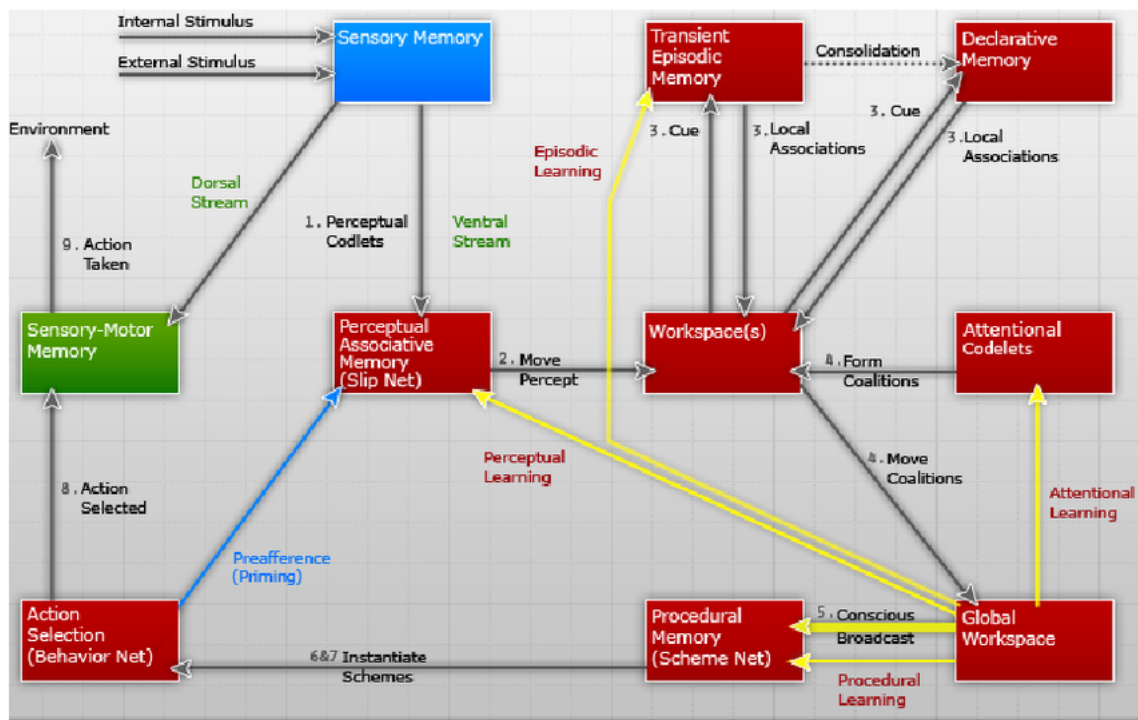 Internal Stimulus
External Stimulus
Sensory Memory
Transient
Episodic
Memory
Consolidation
Declarative
Memory
Environment
3. Cue
3. Local
Associations
3. Cue
3. Local
Associations
Episodic
Learning
Dorsal
Stream
1. Perceptual
Codlets
Ventral
Stream
9. Action
Taken
Sensory-Motor
Memory
Perceptual
Associative
Memory
(Slip Net)
2. Move
Percept
Workspace(s)
4. Form
Coalitions
Attentional
Codelets
Perceptual
Learning
4. Move
Coalitions
8. Action
Selected
Attentional
Learning
Preafference
(Priming)
Action
Selection
(Behavior Net)
6&7 Instantiate
Schemes
Procedural
Memory
(Scheme Net)
5. Conscious
Broadcast
Procedural
Learning
Global
Workspace